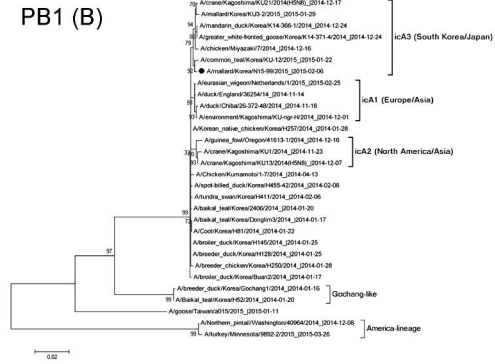 PB1 (B)
A/crane/Kagoshima/KU21/2014(H5N8)_|2014-12-17
A/mallard/Korea/KU3-2/2015_|2015-01-29
A/mandarin_duck/Korea/K14-366-1/2014_|2014-12-24
A/greater_white-fronted_goose/Korea/K14-371-4/2014_|2014-12-24
A/chicken/Miyazaki/7/2014_|2014-12-16
A/common_teal/Korea/KU-12/2015_|2015-01-22
A/mallard/Korea/N15-99/2015_|2015-02-06
icA3 (South Korea/Japan)
A/eurasian_wigeon/Netherlands/1/2015_|2015-02-25
A/duck/England/36254/14_|2014-11-14
A/duck/Chiba/26-372-48/2014_|2014-11-18
A/environment/Kagoshima/KU-ngr-H/2014_|2014-12-01
icA1 (Europe/Asia)
A/Korean_native_chicken/Korea/H257/2014_|2014-01-28
A/guinea_fowl/Oregon/41613-1/2014_|2014-12-16
A/crane/Kagoshima/KU1/2014_|2014-11-23
A/crane/Kagoshima/KU13/2014(H5N8)_|2014-12-07
icA2 (North America/Asia)
A/Chicken/Kumamoto/1-7/2014_|2014-04-13
A/spot-billed_duck/Korea/H455-42/2014_|2014-02-08
A/tundra_swan/Korea/H411/2014_|2014-02-06
A/baikal_teal/Korea/2406/2014_|2014-01-20
A/baikal_teal/Korea/Donglim3/2014_|2014-01-17
A/Coot/Korea/H81/2014_|2014-01-22
A/broiler_duck/Korea/H145/2014_|2014-01-25
A/breeder_duck/Korea/H128/2014_|2014-01-25
A/breeder_chicken/Korea/H250/2014_|2014-01-28
A/broiler_duck/Korea/Buan2/2014_|2014-01-17
99
97
A/breeder_duck/Korea/Gochang1/2014_|2014-01-16
A/Baikal_teal/Korea/H52/2014_|2014-01-20
99
Gochang-like
A/goose/Taiwan/a015/2015_|2015-01-11
A/Northern_pintail/Washington/40964/2014_|2014-12-08
A/turkey/Minnesota/9892-2/2015_|2015-03-26
99
America-lineage
0.02